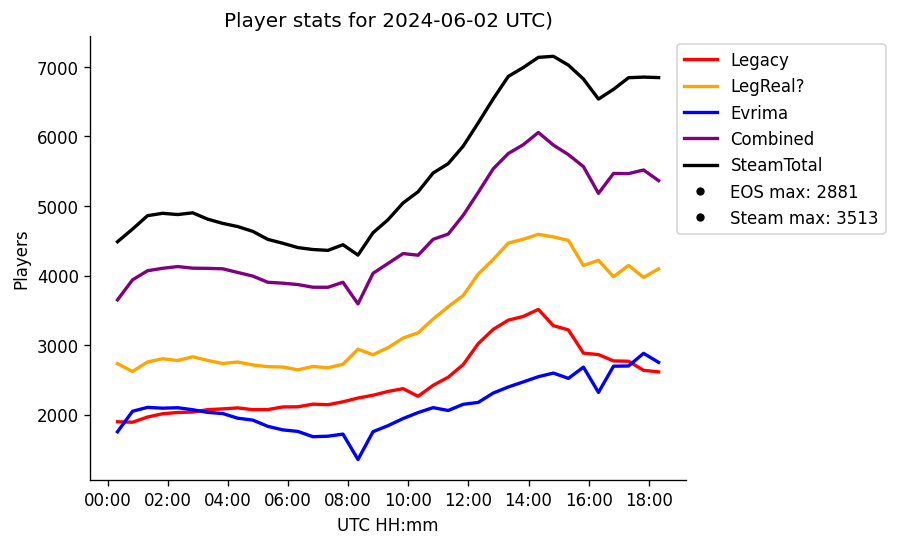 Player stats for 2024-06-02 UTC)
Players
7000
6000
5000
4000
3000
2000
00:00 02:00 04:00 06:00 08:00 10:00 12:00 14:00 16:00 18:00
UTC HH:mm
Legacy
LegReal?
Evrima
Combined
SteamTotal
EOS max: 2881
Steam max: 3513